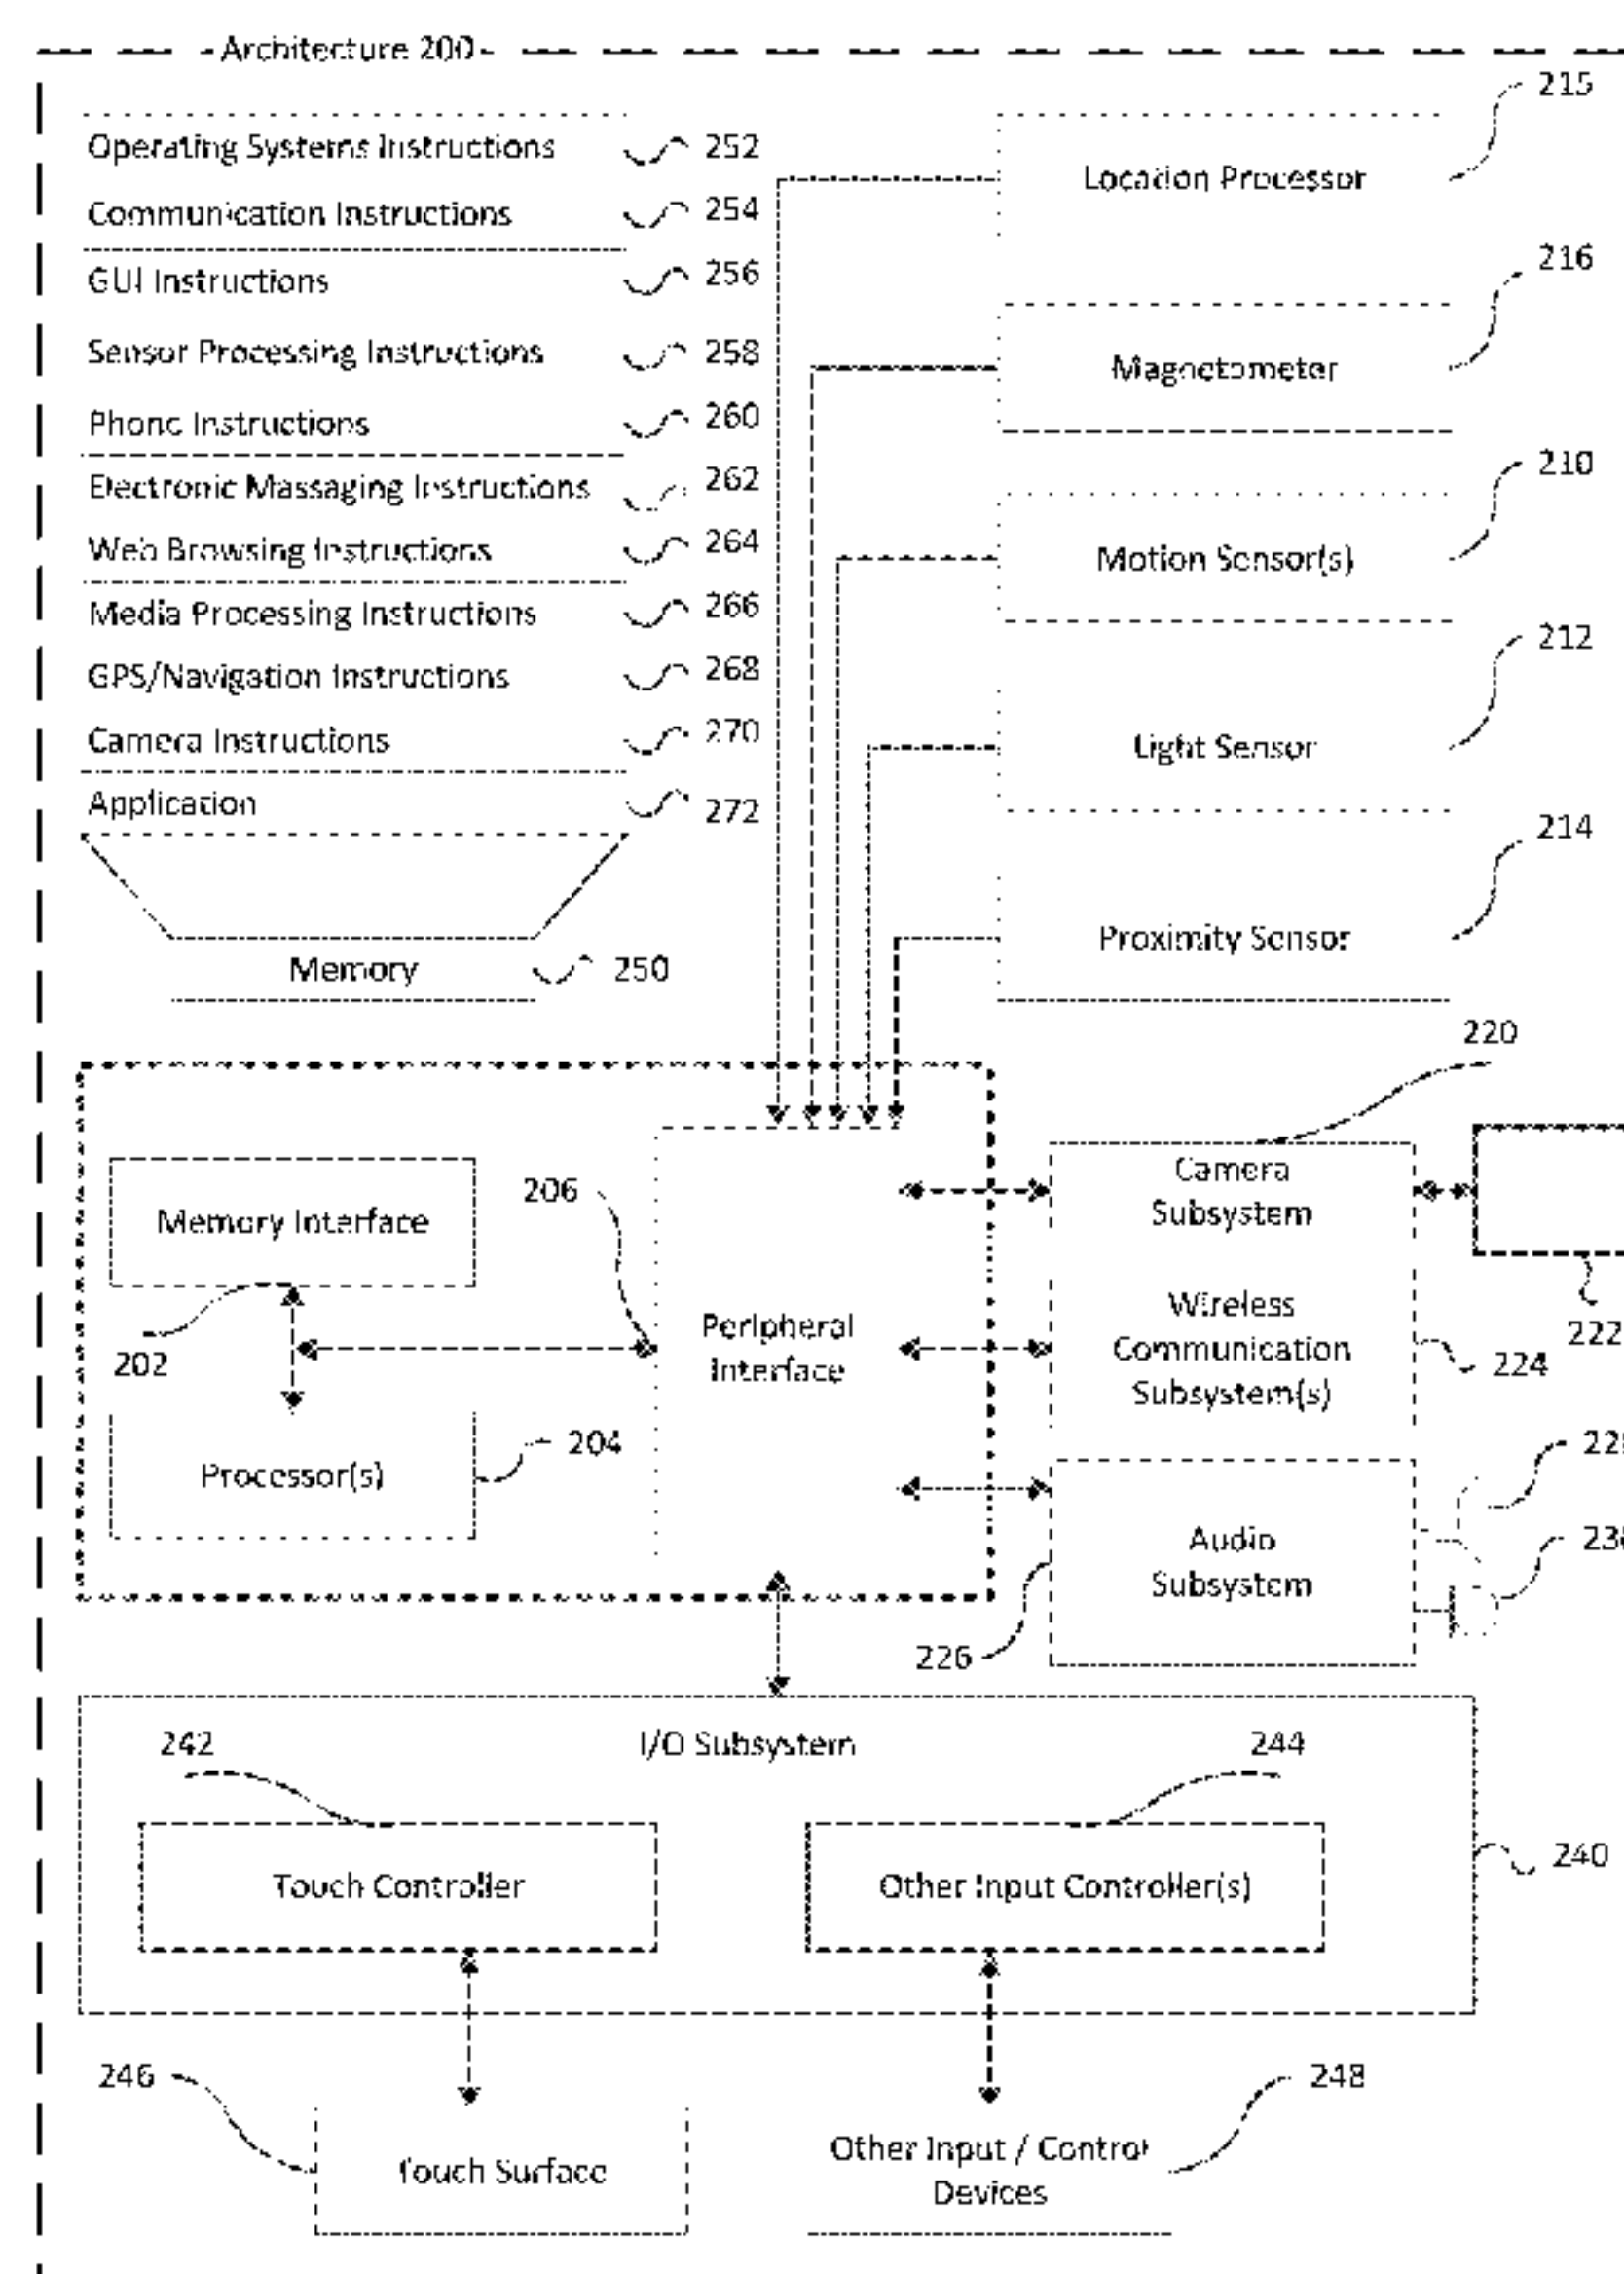 Architecture 200
Operating Systems Instructions 252
Communication Instructions 254
GUI Instructions 256
Sensor Processing Instructions 258
Phone Instructions 260
Electronic Massaging Instructions 262
Web Browsing Instructions 264
Media Processing Instructions 266
GPS/Navigation Instructions 268
Camera Instructions 270
Application 272
Memory 250
215
Location Processor
216
Magnetometer
210
Motion Sensor(s)
212
Light Sensor
214
Proximity Sensor
220
Memory Interface
202
206
Processor(s)
204
Peripheral
Interface
Camera
Subsystem
222
Wireless
Communication
Subsystem(s)
224
Audio
Subsystem
226
I/O Subsystem
242
244
240
Touch Controller
Other Input Controller(s)
246
Touch Surface
248
Other Input / Control
Devices